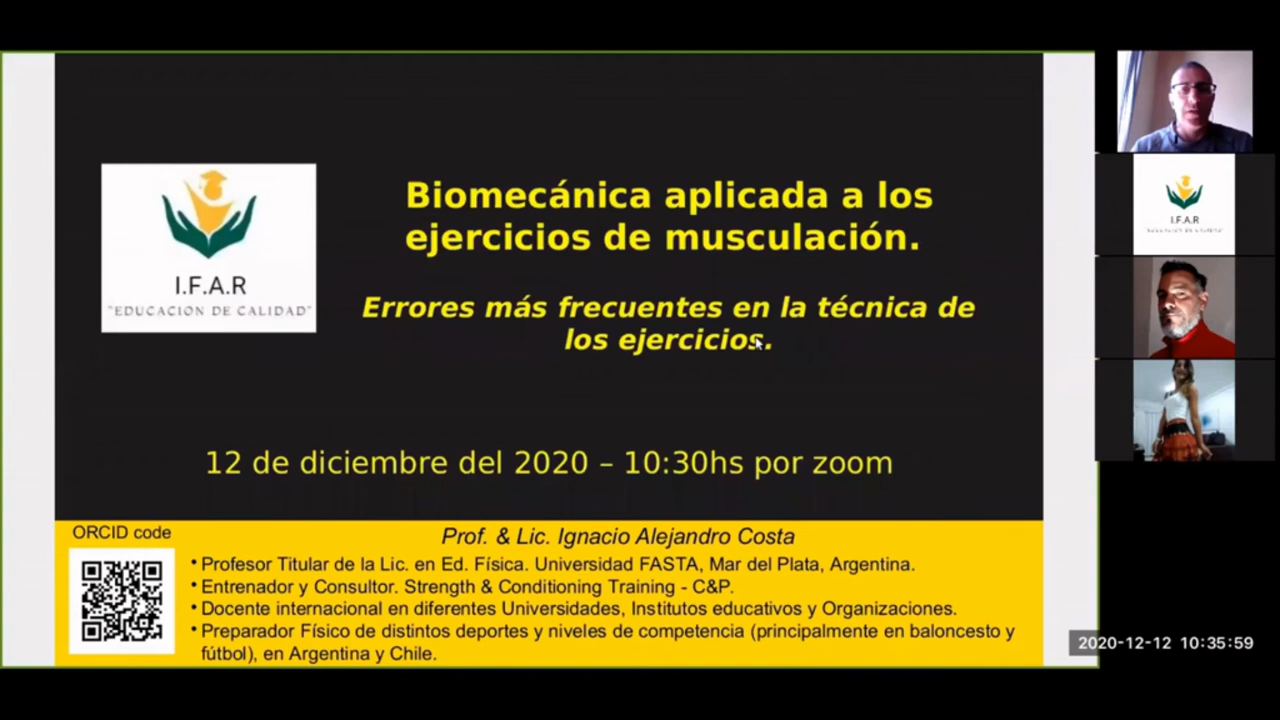 Biomecánica aplicada a los
ejercicios de musculación.
Errores más frecuentes en la técnica de
los ejercicios.
I.F.A.R
"EDUCACION DE CALIDAD"
12 de diciembre del 2020 – 10:30hs por zoom
ORCID code
Prof. & Lic. Ignacio Alejandro Costa
• Profesor Titular de la Lic. en Ed. Física. Universidad FASTA, Mar del Plata, Argentina.
• Entrenador y Consultor. Strength & Conditioning Training - C&P.
• Docente internacional en diferentes Universidades, Institutos educativos y Organizaciones.
• Preparador Físico de distintos deportes y niveles de competencia (principalmente en baloncesto y
fútbol), en Argentina y Chile.
I.F.A.R
2020-12-12 10:35:59